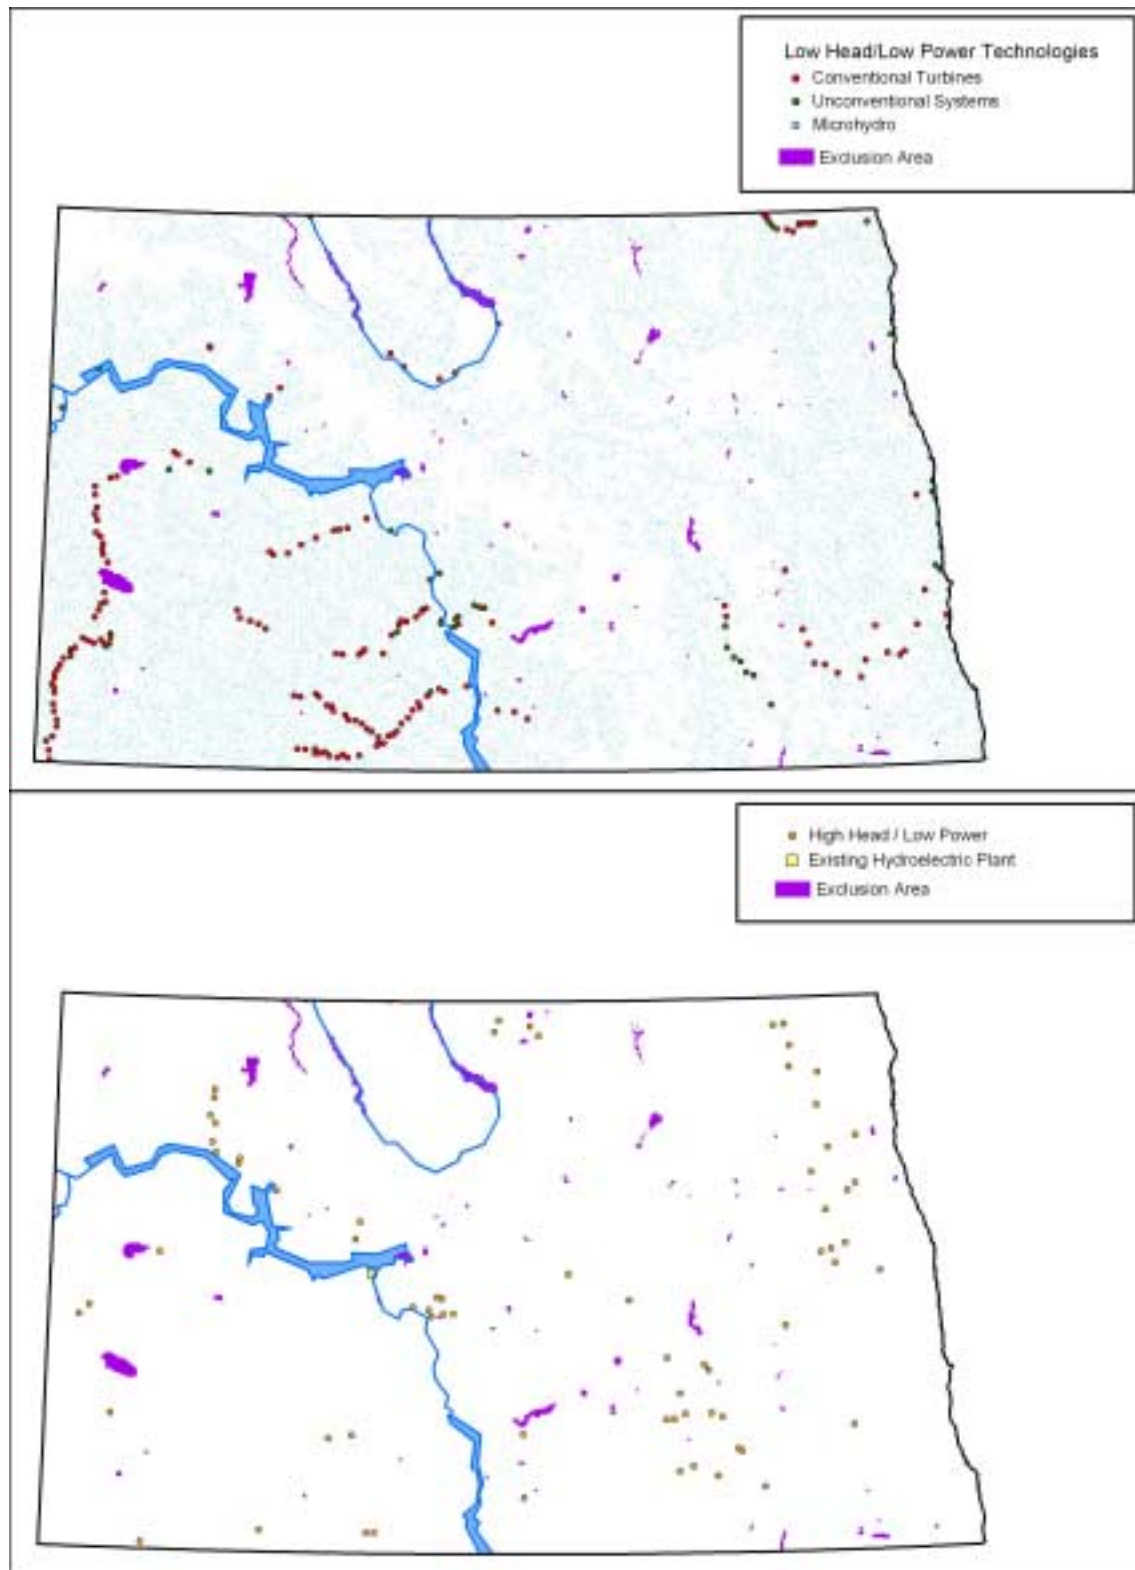 Low Head/Low Power Technologies
Conventional Turbines
Unconventional Systems
Microhydro
Exclusion Area
High Head / Low Power
Existing Hydroelectric Plant
Exclusion Area